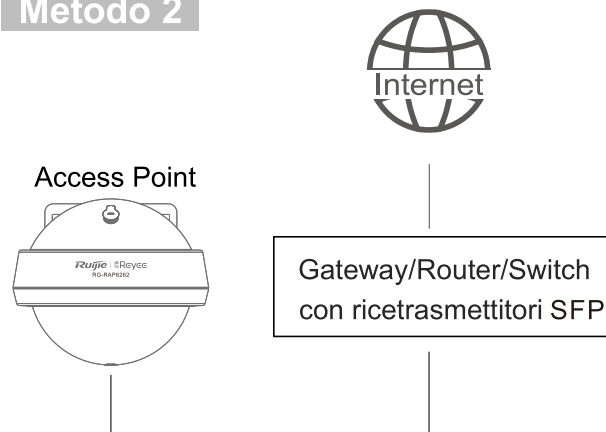 Metodo 2
Internet
Access Point
Ruijie | Reyee
RG-RAP6262
Gateway/Router/Switch
con ricetrasmettitori SFP